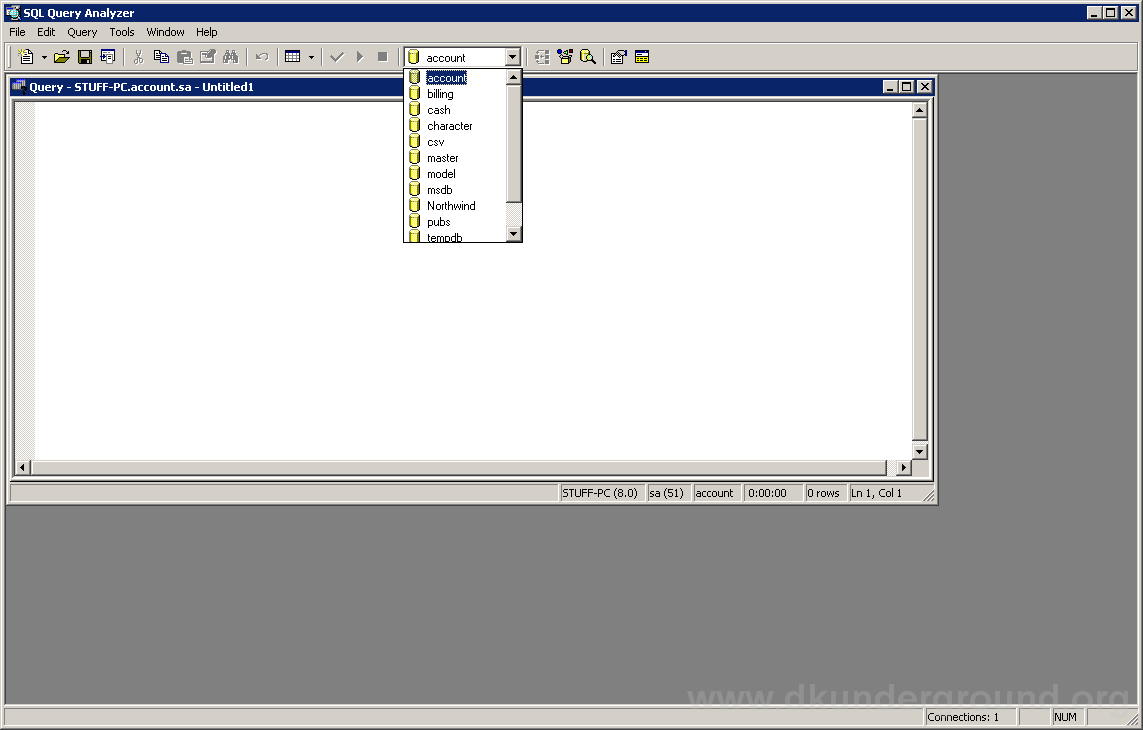 SQL Query Analyzer
File Edit Query Tools Window Help
account
Query - STUFF-PC.account.sa - Untitled1
account
billing
cash
character
csv
master
model
msdb
Northwind
pubs
tempdb
STUFF-PC (8.0) sa (51) account 0:00:00 0 rows Ln 1, Col 1
www.dkunderground.org
Connections: 1 NUM